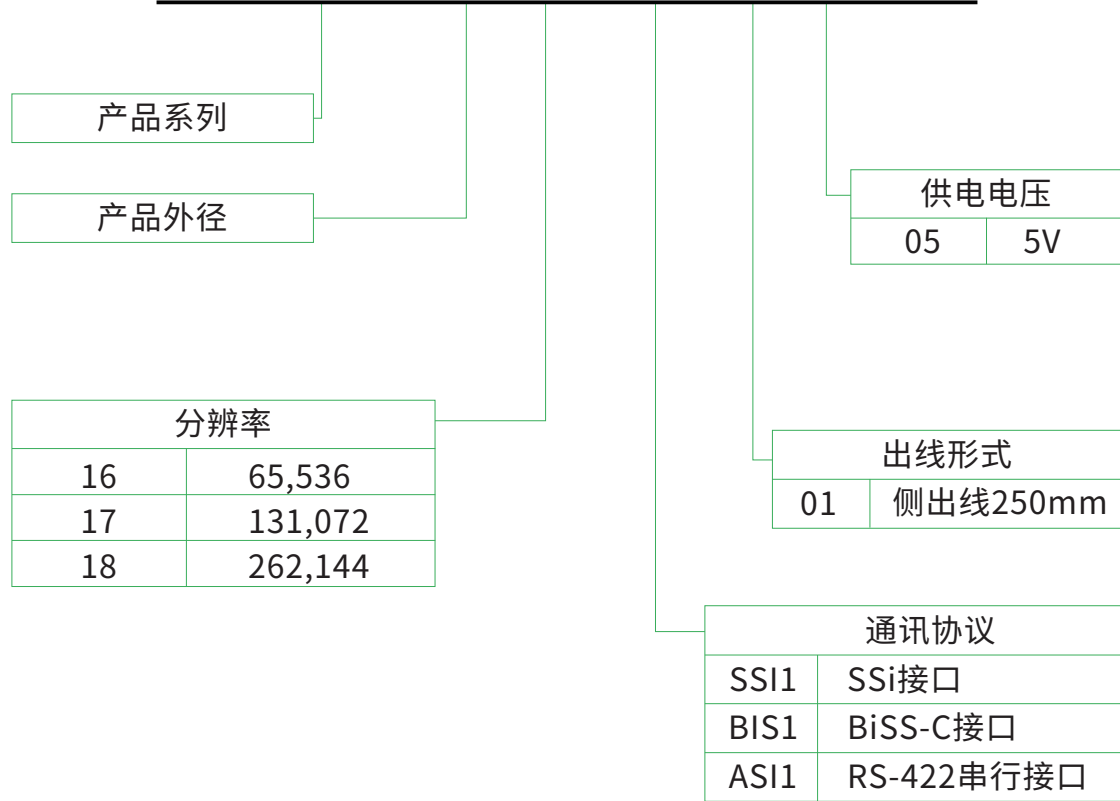 产品系列
产品外径
供电电压
05 5V
分辨率
16 65,536
17 131,072
18 262,144
出线形式
01 侧出线250mm
通讯协议
SSI1 SSi接口
BIS1 BiSS-C接口
ASI1 RS-422串行接口